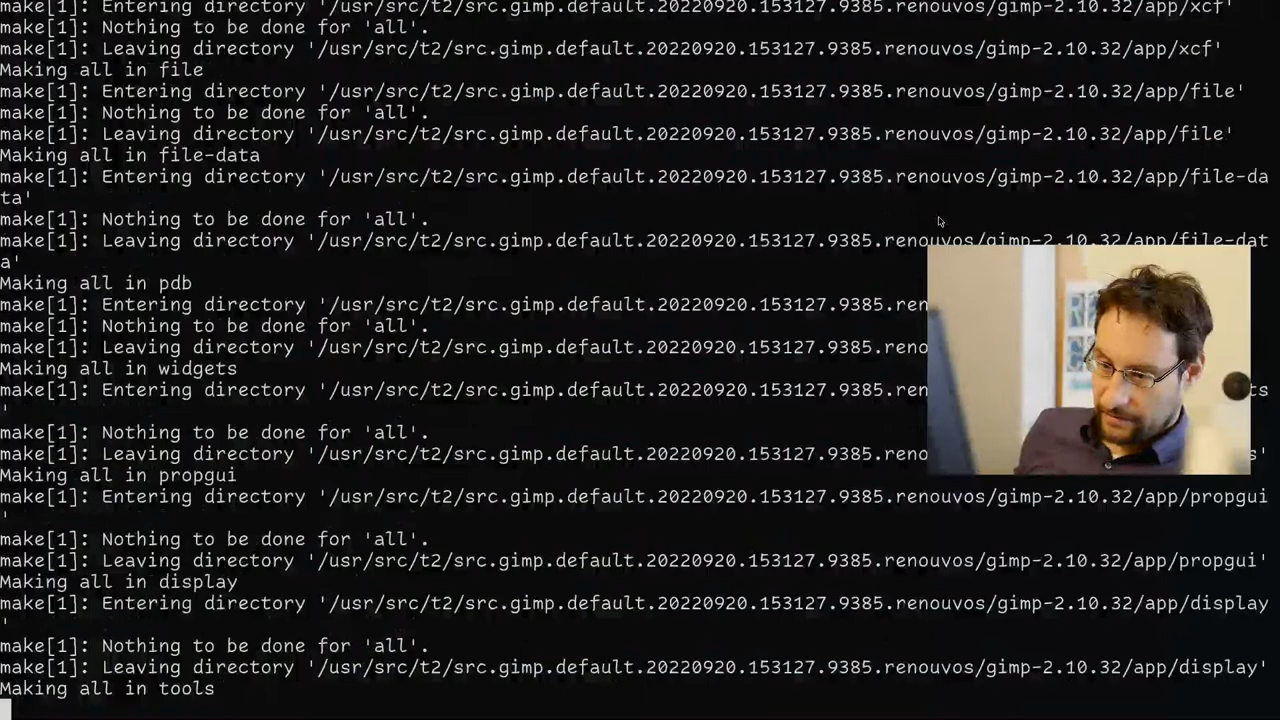 make[1]: Entering directory '/usr/src/t2/src.gimp.default.20220920.153127.9385.renouvos/gimp-2.10.32/app/xcf'
make[1]: Nothing to be done for 'all'.
make[1]: Leaving directory '/usr/src/t2/src.gimp.default.20220920.153127.9385.renouvos/gimp-2.10.32/app/xcf'
Making all in file
make[1]: Entering directory '/usr/src/t2/src.gimp.default.20220920.153127.9385.renouvos/gimp-2.10.32/app/file'
make[1]: Nothing to be done for 'all'.
make[1]: Leaving directory '/usr/src/t2/src.gimp.default.20220920.153127.9385.renouvos/gimp-2.10.32/app/file'
Making all in file-data
make[1]: Entering directory '/usr/src/t2/src.gimp.default.20220920.153127.9385.renouvos/gimp-2.10.32/app/file-da
ta'
make[1]: Nothing to be done for 'all'.
make[1]: Leaving directory '/usr/src/t2/src.gimp.default.20220920.153127.9385.renouvos/gimp-2.10.32/app/file-dat
a'
Making all in pdb
make[1]: Entering directory '/usr/src/t2/src.gimp.default.20220920.153127.9385.ren
make[1]: Nothing to be done for 'all'.
make[1]: Leaving directory '/usr/src/t2/src.gimp.default.20220920.153127.9385.reno
Making all in widgets
make[1]: Entering directory '/usr/src/t2/src.gimp.default.20220920.153127.9385.ren ts
'
make[1]: Nothing to be done for 'all'.
make[1]: Leaving directory '/usr/src/t2/src.gimp.default.20220920.153127.9385.reno s'
Making all in propgui
make[1]: Entering directory '/usr/src/t2/src.gimp.default.20220920.153127.9385.renouvos/gimp-2.10.32/app/propgui
'
make[1]: Nothing to be done for 'all'.
make[1]: Leaving directory '/usr/src/t2/src.gimp.default.20220920.153127.9385.renouvos/gimp-2.10.32/app/propgui'
Making all in display
make[1]: Entering directory '/usr/src/t2/src.gimp.default.20220920.153127.9385.renouvos/gimp-2.10.32/app/display
'
make[1]: Nothing to be done for 'all'.
make[1]: Leaving directory '/usr/src/t2/src.gimp.default.20220920.153127.9385.renouvos/gimp-2.10.32/app/display'
Making all in tools